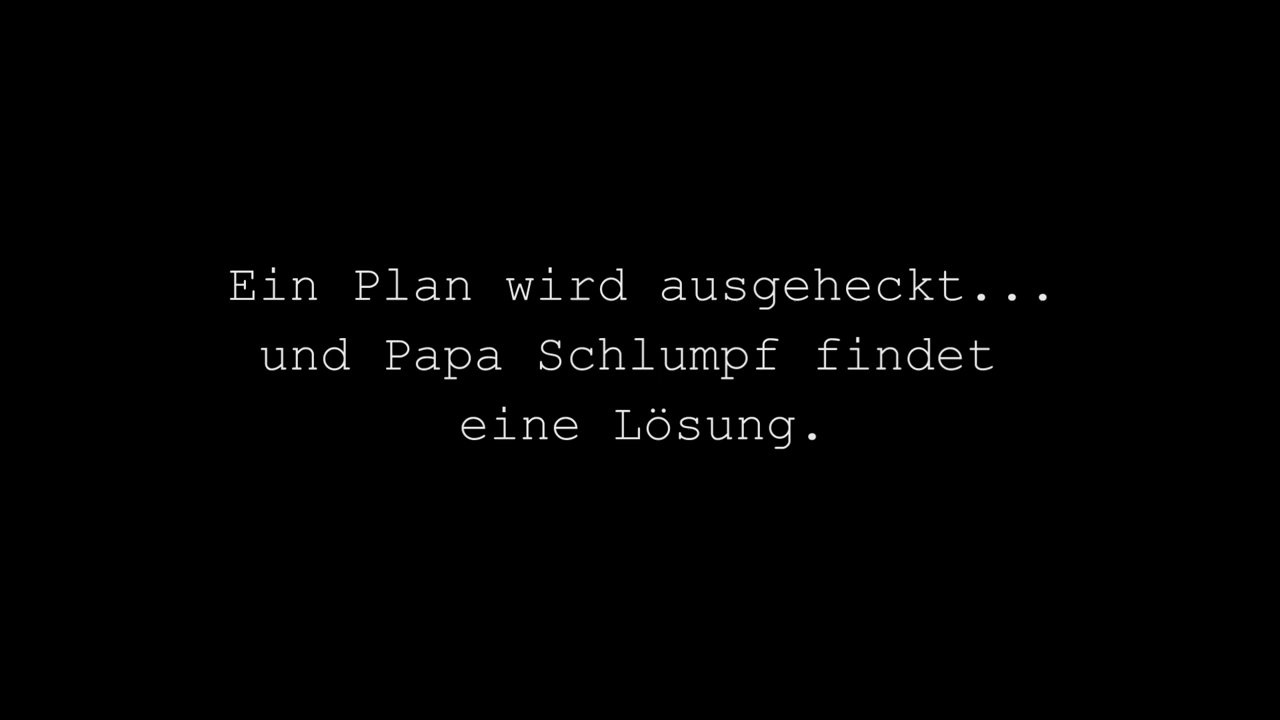 Ein Plan wird ausgeheckt...
und Papa Schlumpf findet
eine Lösung.